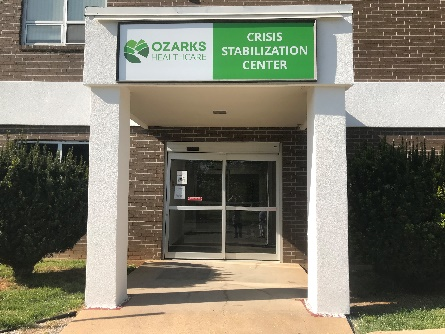 OZARKS
HEALTHCARE
CRISIS
STABILIZATION
CENTER